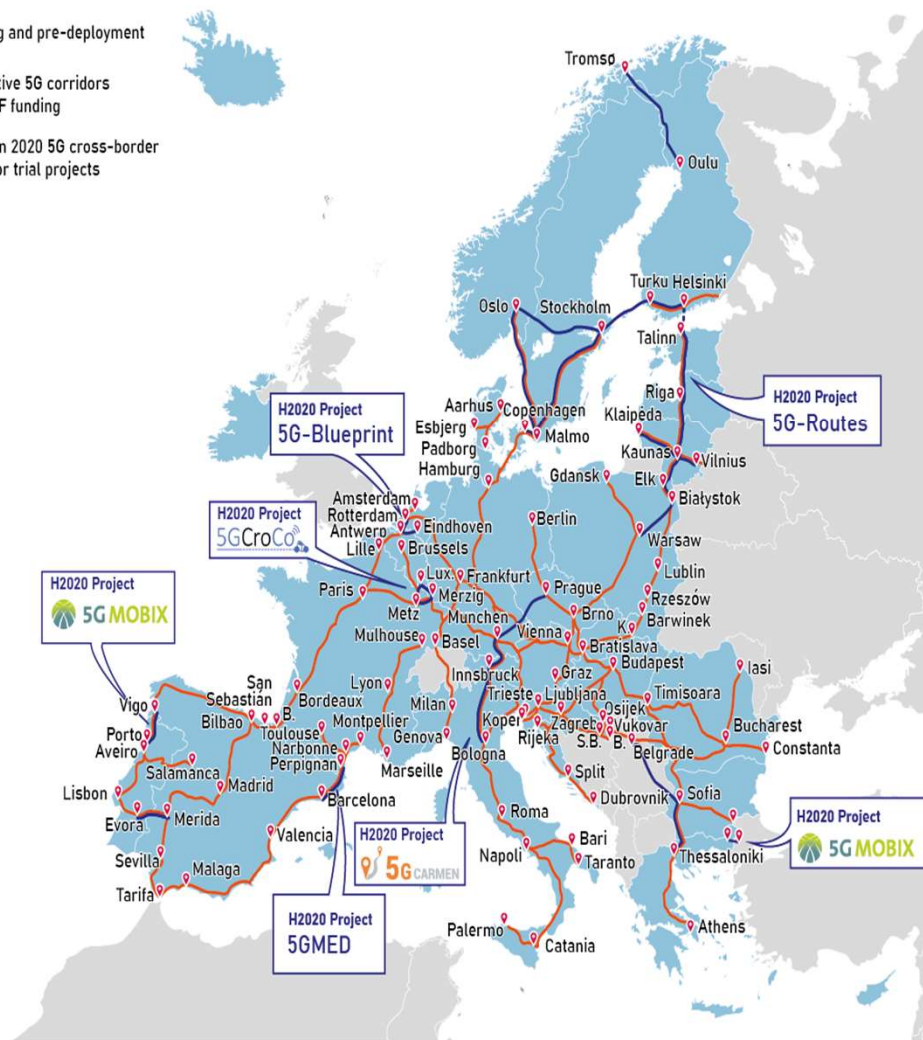 g and pre-deployment
tive 5G corridors
F funding
n 2020 5G cross-border
or trial projects
Tromsø
Oulu
Turku Helsinki
Oslo
Stockholm
Talinn
Riga
H2020 Project
5G-Routes
Klaipėda
Kaunas
Vilnius
Aarhus
Copenhagen
Esbjerg
Malmo
Padborg
Hamburg
Gdansk
Elk
Białystok
H2020 Project
5G-Blueprint
Amsterdam
Rotterdam
Antwerp
Eindhoven
Berlin
Warsaw
H2020 Project
5GCroCo
Lille
Brussels
Lublin
Lux.
Frankfurt
Prague
Rzeszów
Paris
Merzig
Metz
Brno
Barwinek
H2020 Project
5G MOBIX
Munchen
Vienna
K.
Mulhouse
Basel
Bratislava
Budapest
Iasi
Innsbruck
Graz
San
Sebastián
Lyon
Milan
Trieste
Ljubljana
Timisoara
Vigo
Bilbao
B.
Bordeaux
Koper
Zagreb
Osijek
Vukovar
Bucharest
Porto
Toulouse
Montpellier
Genova
Rijeka
S.B.
B.
Belgrade
Constanta
Aveiro
Narbonne
Perpignan
Bologna
Salamanca
Marseille
Split
Lisbon
Madrid
Barcelona
Dubrovnik
Sofia
Evora
Merida
Roma
H2020 Project
5G MOBIX
Valencia
H2020 Project
5G CARMEN
Bari
Sevilla
Napoli
Taranto
Thessaloniki
Malaga
Tarifa
H2020 Project
5GMED
Palermo
Catania
Athens